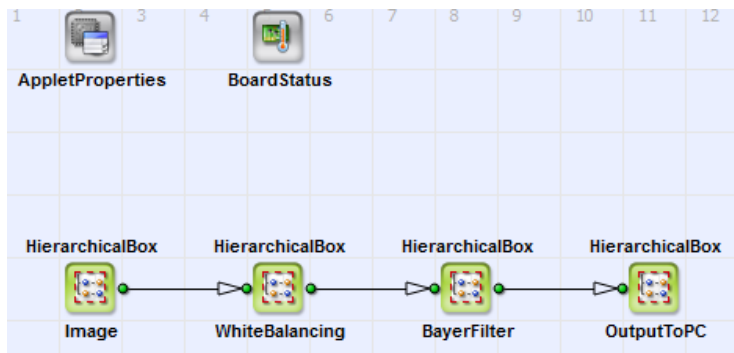 1 2 3 4 5 6 7 8 9 10 11 12
AppletProperties BoardStatus
HierarchicalBox HierarchicalBox HierarchicalBox HierarchicalBox
Image WhiteBalancing BayerFilter OutputToPC